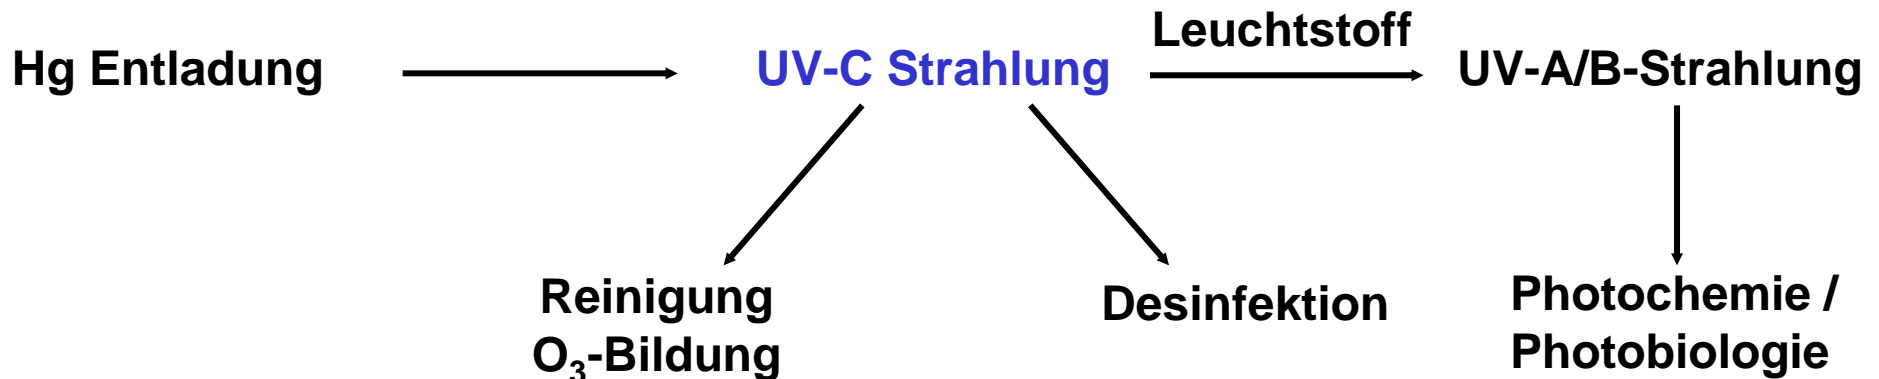 Hg Entladung
UV-C Strahlung
Leuchtstoff
UV-A/B-Strahlung
Reinigung
O₃-Bildung
Desinfektion
Photochemie /
Photobiologie